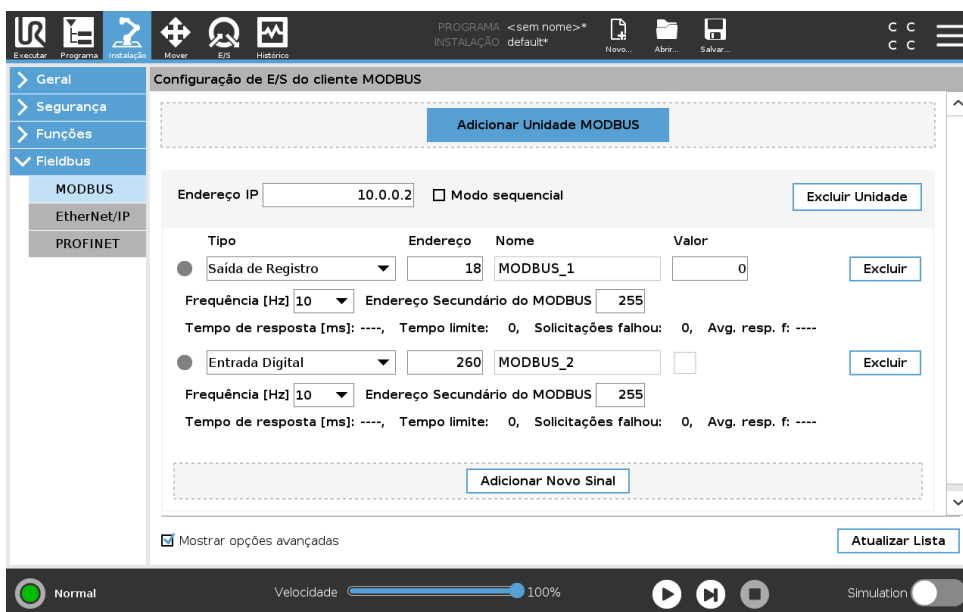 PROGRAMA <sem nome>*
INSTALAÇÃO default*
Executar Programa Instalação Mover E/S Histórico Novo... Abrir... Salvar...
C C
C C
Geral
Segurança
Funções
Fieldbus
MODBUS
EtherNet/IP
PROFINET
Configuração de E/S do cliente MODBUS
Adicionar Unidade MODBUS
Endereço IP 10.0.0.2 Modo sequencial Excluir Unidade
Tipo Endereço Nome Valor
Saída de Registro 18 MODBUS_1 0 Excluir
Frequência [Hz] 10 Endereço Secundário do MODBUS 255
Tempo de resposta [ms]: ----, Tempo limite: 0, Solicitações falhou: 0, Avg. resp. f: ----
Entrada Digital 260 MODBUS_2 Excluir
Frequência [Hz] 10 Endereço Secundário do MODBUS 255
Tempo de resposta [ms]: ----, Tempo limite: 0, Solicitações falhou: 0, Avg. resp. f: ----
Adicionar Novo Sinal
Mostrar opções avançadas Atualizar Lista
Normal Velocidade 100% Simulation